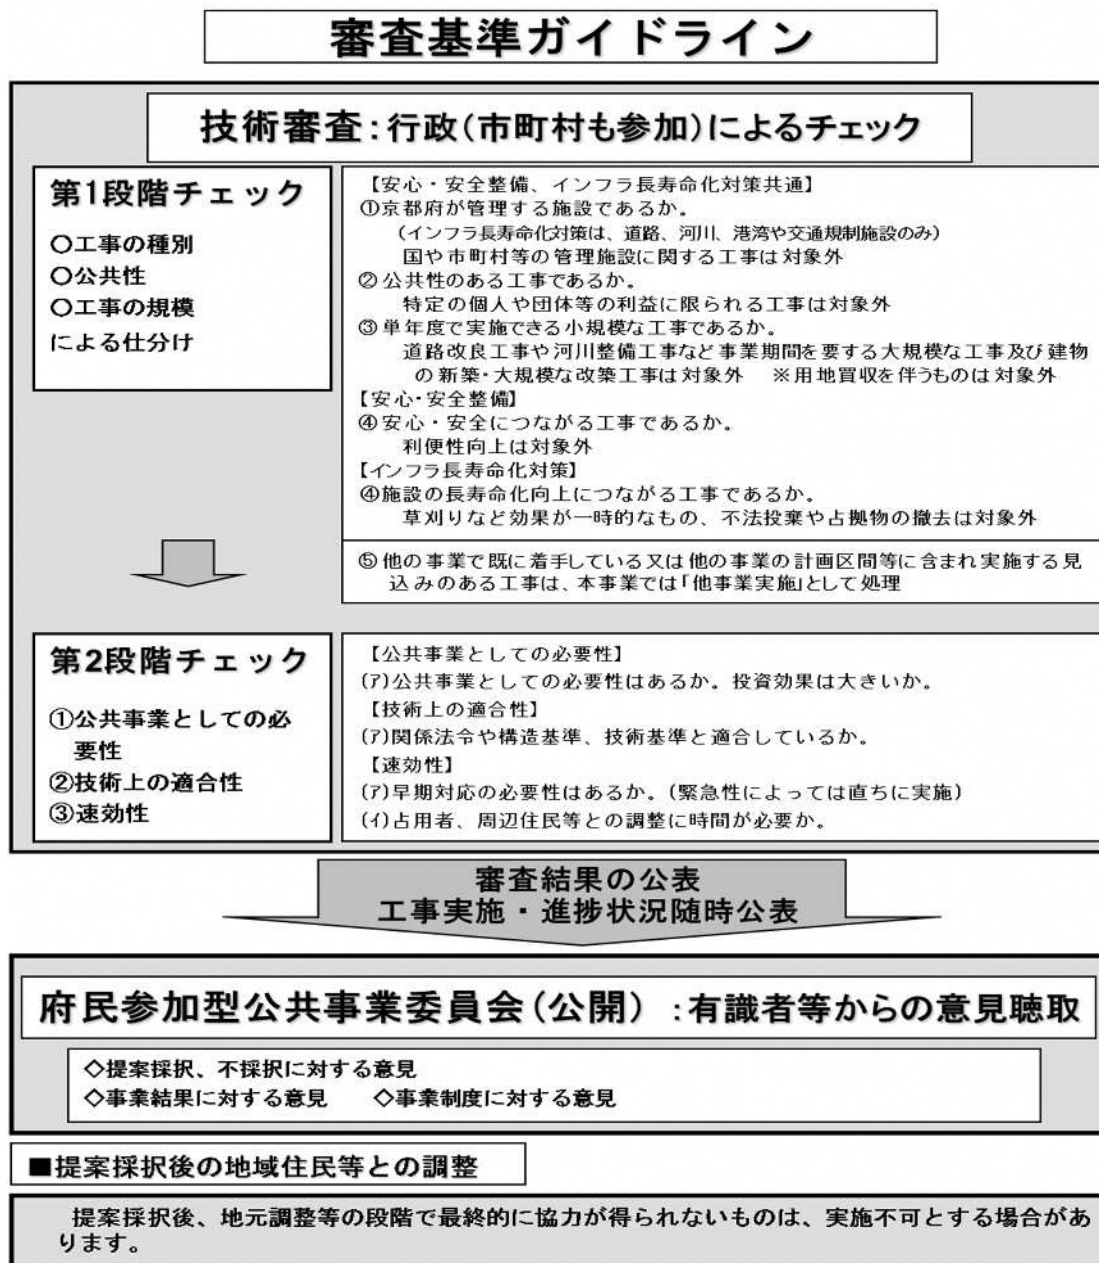 審査基準ガイドライン
技術審査:行政(市町村も参加)によるチェック
第1段階チェック
○工事の種別
○公共性
○工事の規模
による仕分け
【安心・安全整備、インフラ長寿命化対策共通】
①京都府が管理する施設であるか。
(インフラ長寿命化対策は、道路、河川、港湾や交通規制施設のみ)
国や市町村等の管理施設に関する工事は対象外
②公共性のある工事であるか。
特定の個人や団体等の利益に限られる工事は対象外
③単年度で実施できる小規模な工事であるか。
道路改良工事や河川整備工事など事業期間を要する大規模な工事及び建物
の新築・大規模な改築工事は対象外 ※用地買収を伴うものは対象外
【安心・安全整備】
④安心・安全につながる工事であるか。
利便性向上は対象外
【インフラ長寿命化対策】
④施設の長寿命化向上につながる工事であるか。
草刈りなど効果が一時的なもの、不法投棄や占拠物の撤去は対象外
⑤他の事業で既に着手している又は他の事業の計画区間等に含まれ実施する見
込みのある工事は、本事業では「他事業実施」として処理
第2段階チェック
①公共事業としての必
要性
②技術上の適合性
③速効性
【公共事業としての必要性】
(ア)公共事業としての必要性はあるか。投資効果は大きいか。
【技術上の適合性】
(ア)関係法令や構造基準、技術基準と適合しているか。
【速効性】
(ア)早期対応の必要性はあるか。(緊急性によっては直ちに実施)
(イ)占用者、周辺住民等との調整に時間が必要か。
審査結果の公表
工事実施・進捗状況随時公表
府民参加型公共事業委員会(公開) :有識者等からの意見聴取
◇提案採択、不採択に対する意見
◇事業結果に対する意見 ◇事業制度に対する意見
■提案採択後の地域住民等との調整
提案採択後、地元調整等の段階で最終的に協力が得られないものは、実施不可とする場合があ
ります。